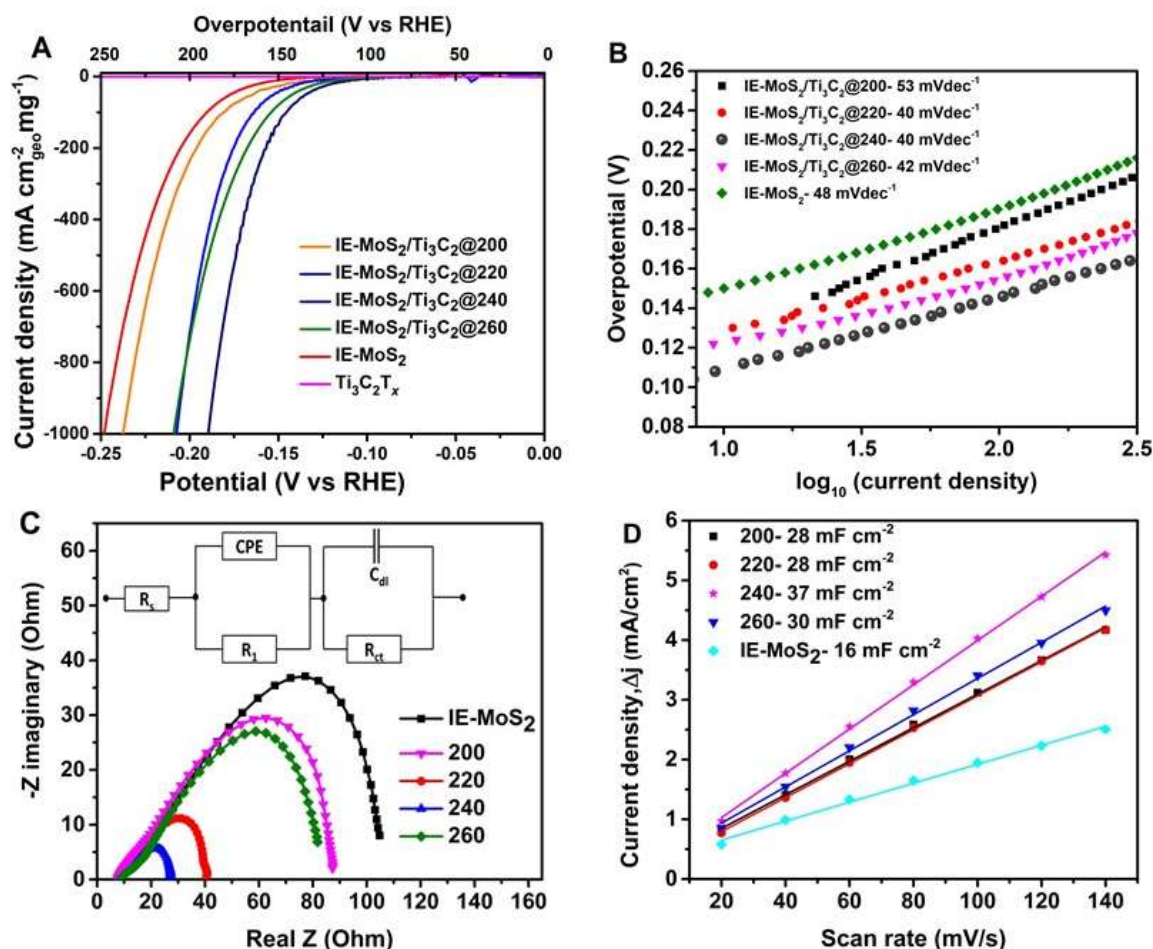 A
Overpotentail (V vs RHE)
250 200 150 100 50 0
Current density (mA cm⁻²geo mg⁻¹)
0
-200
-400
-600
-800
-1000
IE-MoS₂/Ti₃C₂@200
IE-MoS₂/Ti₃C₂@220
IE-MoS₂/Ti₃C₂@240
IE-MoS₂/Ti₃C₂@260
IE-MoS₂
Ti₃C₂Tₓ
-0.25 -0.20 -0.15 -0.10 -0.05 0.00
Potential (V vs RHE)
B
Overpotential (V)
0.26
0.24
0.22
0.20
0.18
0.16
0.14
0.12
0.10
0.08
IE-MoS₂/Ti₃C₂@200- 53 mVdec⁻¹
IE-MoS₂/Ti₃C₂@220- 40 mVdec⁻¹
IE-MoS₂/Ti₃C₂@240- 40 mVdec⁻¹
IE-MoS₂/Ti₃C₂@260- 42 mVdec⁻¹
IE-MoS₂- 48 mVdec⁻¹
1.0 1.5 2.0 2.5
log₁₀ (current density)
C
-Z imaginary (Ohm)
60
50
40
30
20
10
0
CPE
Cdl
Rs
R₁
Rct
IE-MoS₂
200
220
240
260
0 20 40 60 80 100 120 140 160
Real Z (Ohm)
D
Current density,Δj (mA/cm²)
6
5
4
3
2
1
0
200- 28 mF cm⁻²
220- 28 mF cm⁻²
240- 37 mF cm⁻²
260- 30 mF cm⁻²
IE-MoS₂- 16 mF cm⁻²
20 40 60 80 100 120 140
Scan rate (mV/s)